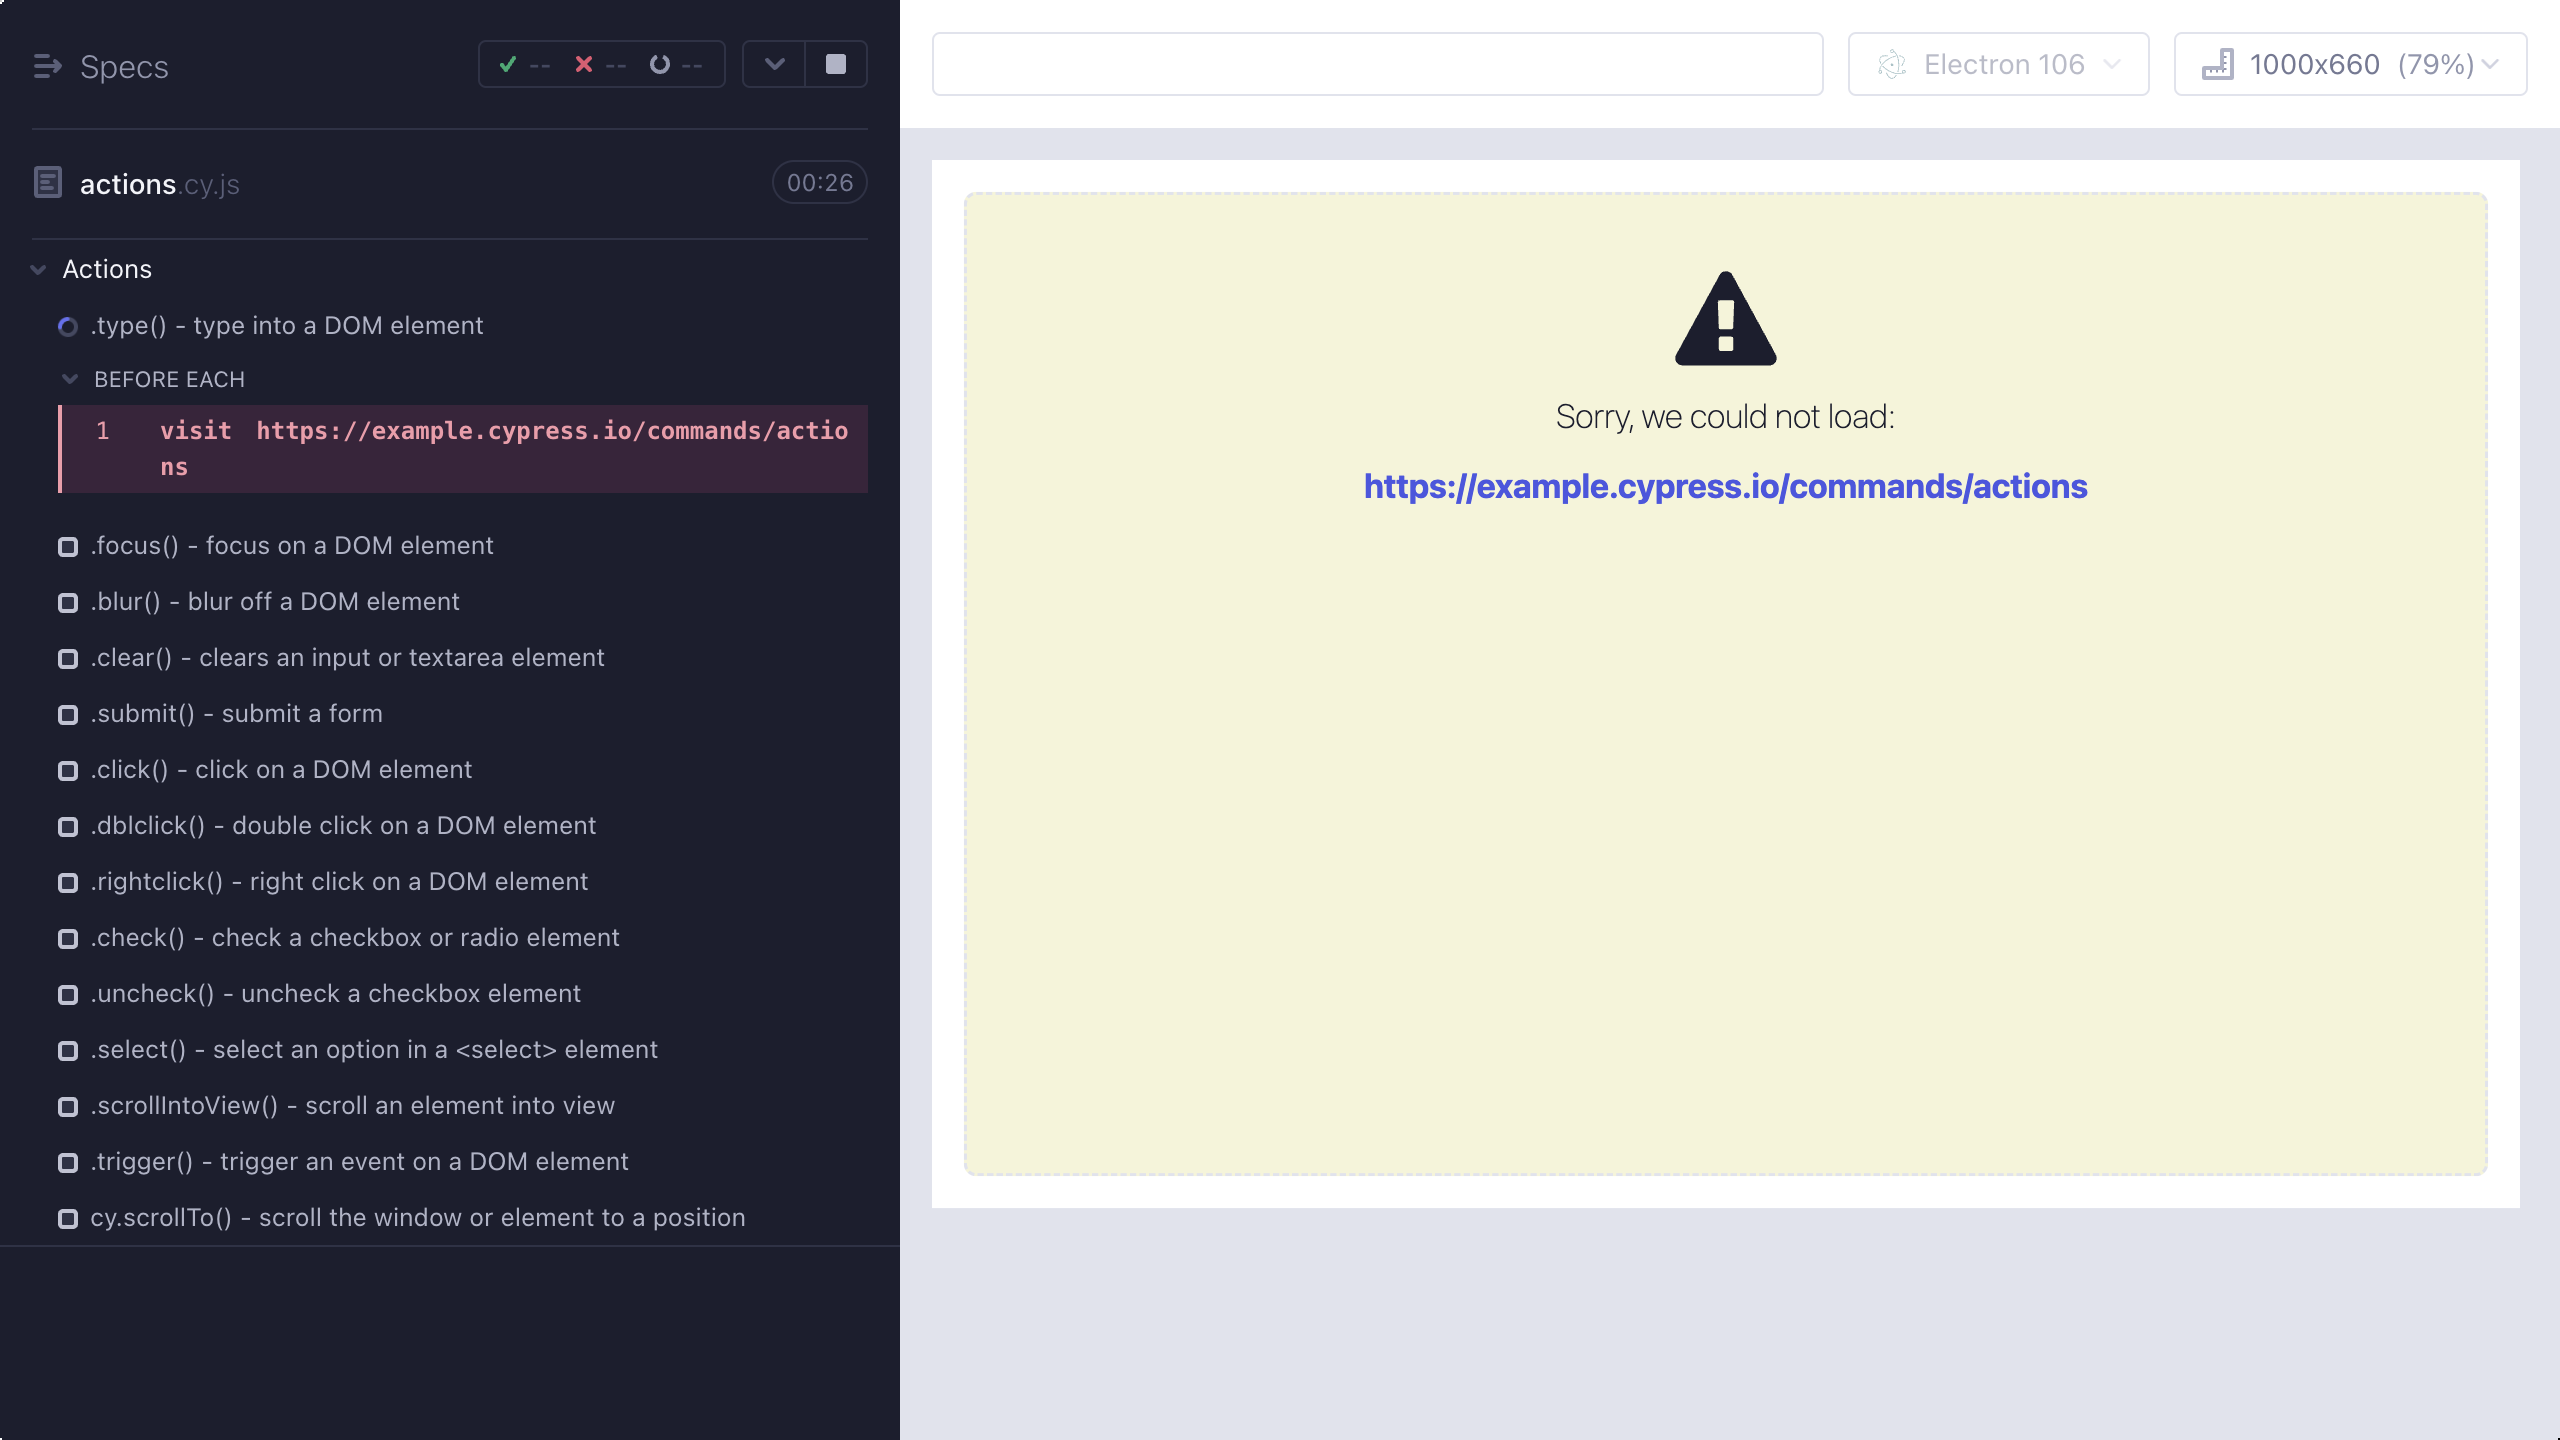 Specs
-- -- --
actions.cy.js
00:26
Actions
.type() - type into a DOM element
BEFORE EACH
1 visit https://example.cypress.io/commands/actio
ns
.focus() - focus on a DOM element
.blur() - blur off a DOM element
.clear() - clears an input or textarea element
.submit() - submit a form
.click() - click on a DOM element
.dblclick() - double click on a DOM element
.rightclick() - right click on a DOM element
.check() - check a checkbox or radio element
.uncheck() - uncheck a checkbox element
.select() - select an option in a <select> element
.scrollIntoView() - scroll an element into view
.trigger() - trigger an event on a DOM element
cy.scrollTo() - scroll the window or element to a position
Electron 106
1000x660 (79%)
Sorry, we could not load:
https://example.cypress.io/commands/actions